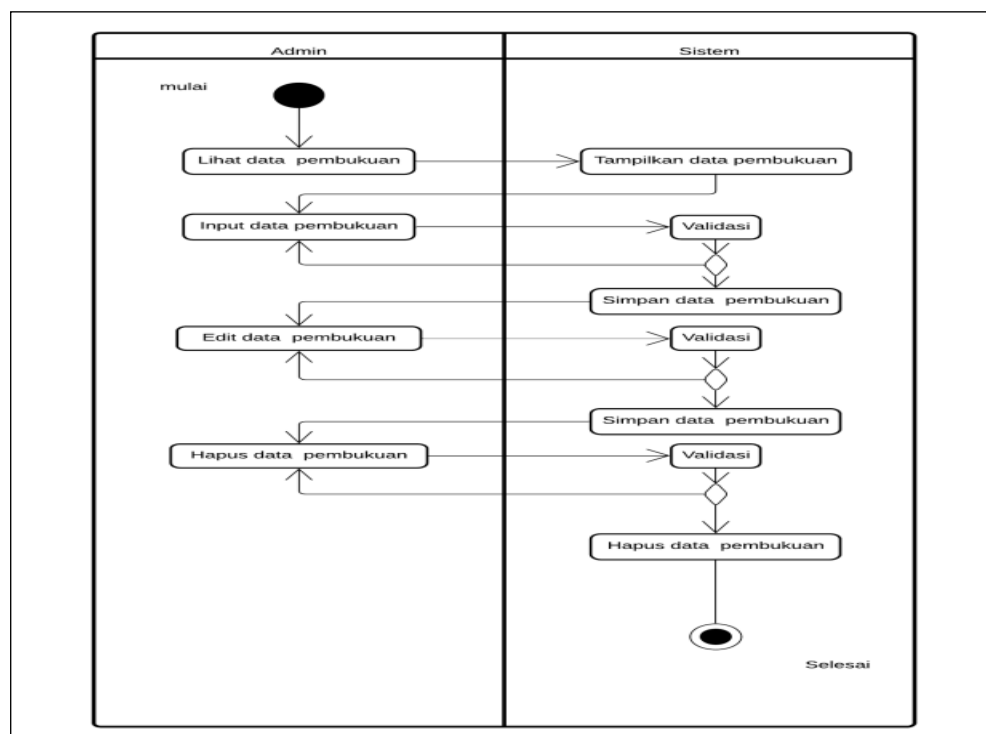 Admin
Sistem
mulai
Lihat data pembukuan
Tampilkan data pembukuan
Input data pembukuan
Validasi
Simpan data pembukuan
Edit data pembukuan
Validasi
Simpan data pembukuan
Hapus data pembukuan
Validasi
Hapus data pembukuan
Selesai